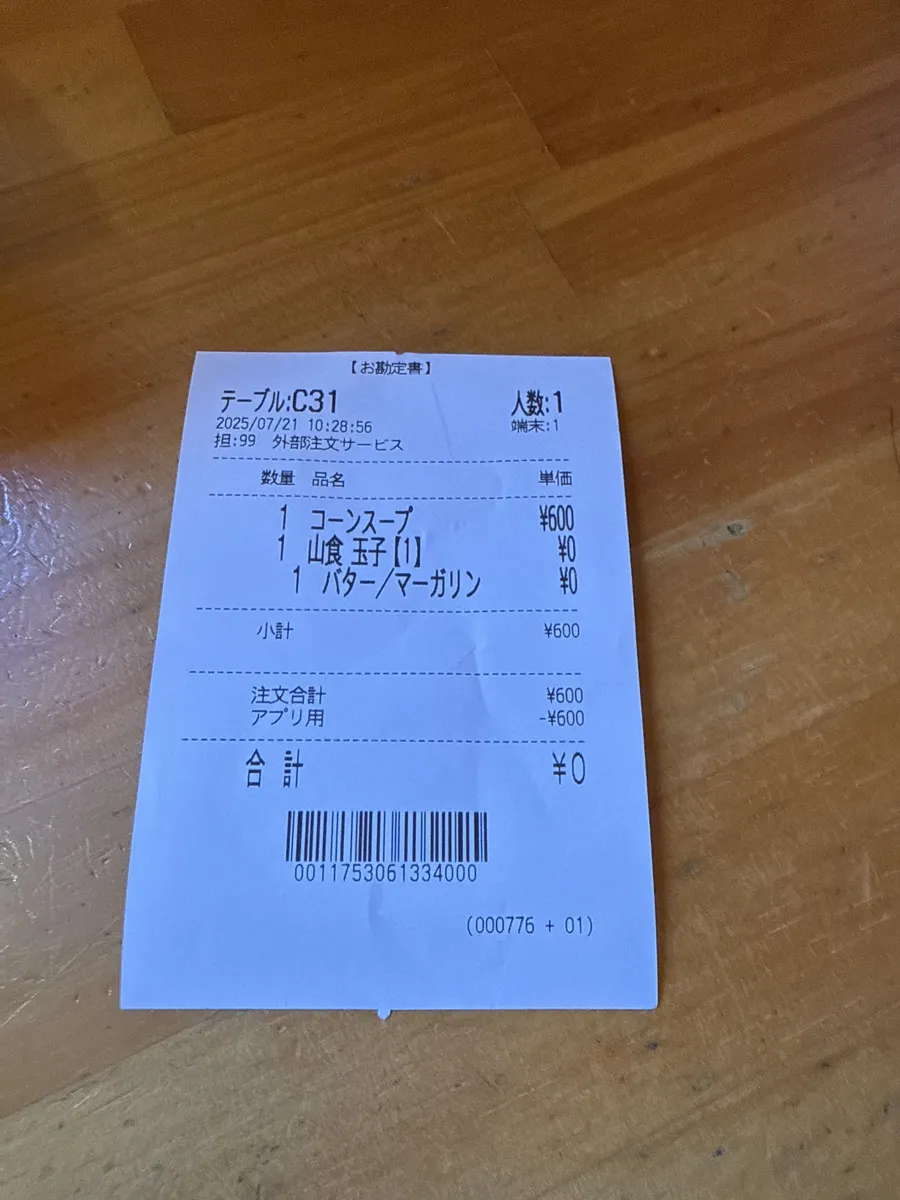 【お勘定書】
テーブル:C31 人数:1
2025/07/21 10:28:56 端末:1
担:99 外部注文サービス
数量 品名 単価
1 コーンスープ ¥600
1 山食 玉子【1】 ¥0
1 バター/マーガリン ¥0
小計 ¥600
注文合計 ¥600
アプリ用 -¥600
合 計 ¥0
0011753061334000
(000776 + 01)